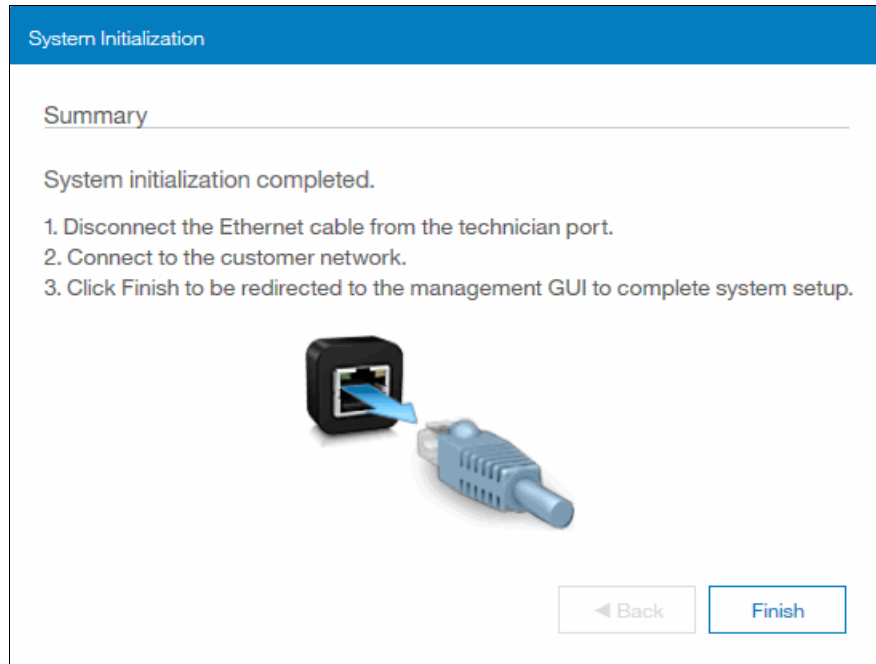 System Initialization
Summary
System initialization completed.
1. Disconnect the Ethernet cable from the technician port.
2. Connect to the customer network.
3. Click Finish to be redirected to the management GUI to complete system setup.
Back
Finish